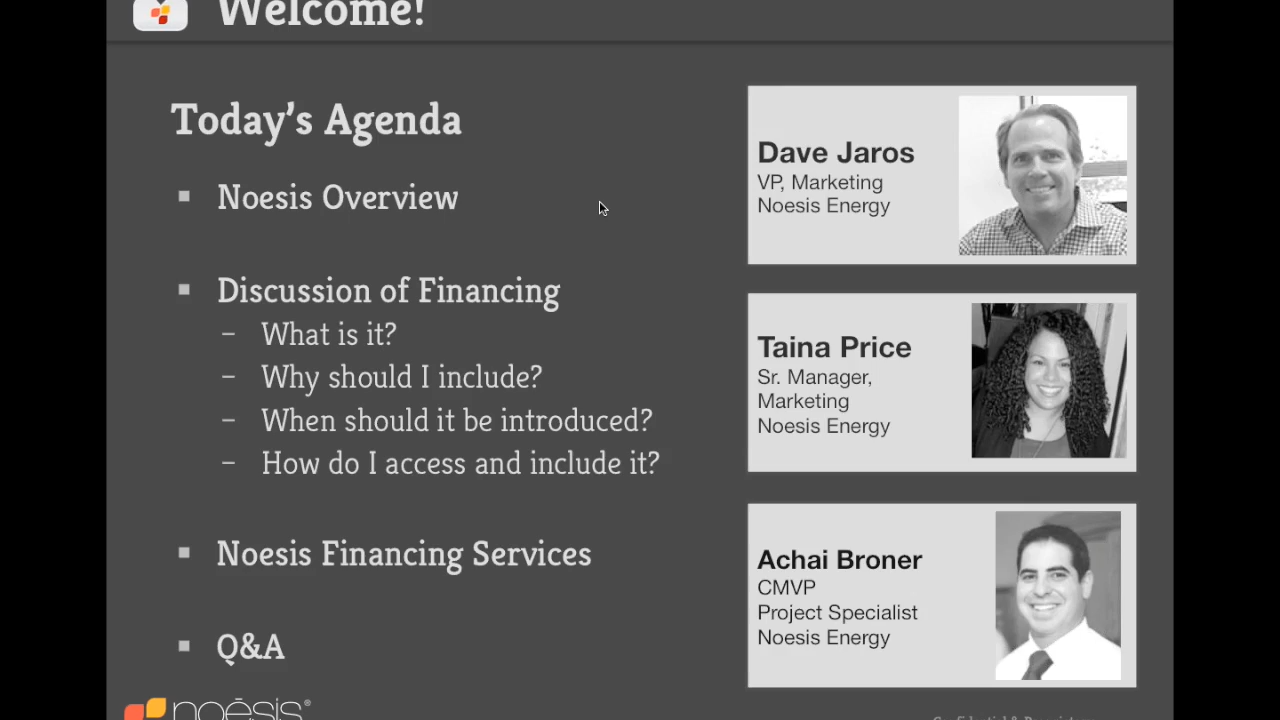 Welcome!
Today's Agenda
▪ Noesis Overview
▪ Discussion of Financing
– What is it?
– Why should I include?
– When should it be introduced?
– How do I access and include it?
▪ Noesis Financing Services
▪ Q&A
Dave Jaros
VP, Marketing
Noesis Energy
Taina Price
Sr. Manager,
Marketing
Noesis Energy
Achai Broner
CMVP
Project Specialist
Noesis Energy
noēsis®